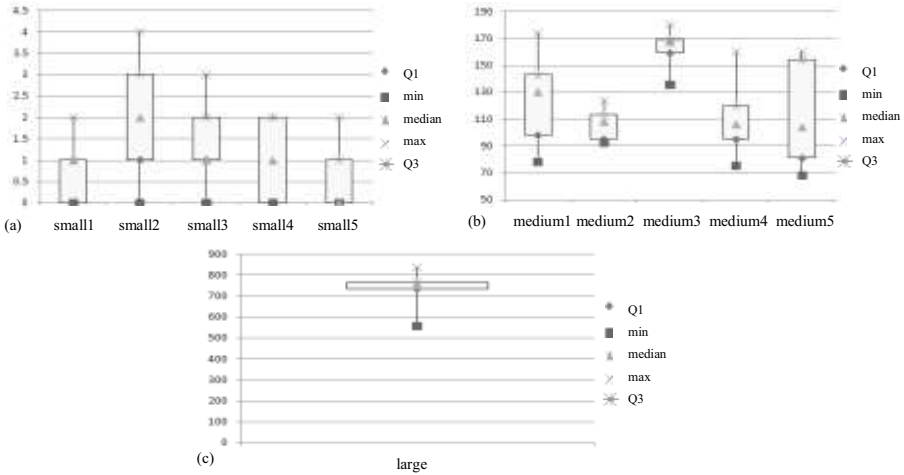 4.5
4
3.5
3
2.5
2
1.5
1
0.5
0
small1 small2 small3 small4 small5
(a)
Q1
min
median
max
Q3
190
170
150
130
110
90
70
50
medium1 medium2 medium3 medium4 medium5
(b)
Q1
min
median
max
Q3
900
800
700
600
500
400
300
200
100
0
large
(c)
Q1
min
median
max
Q3